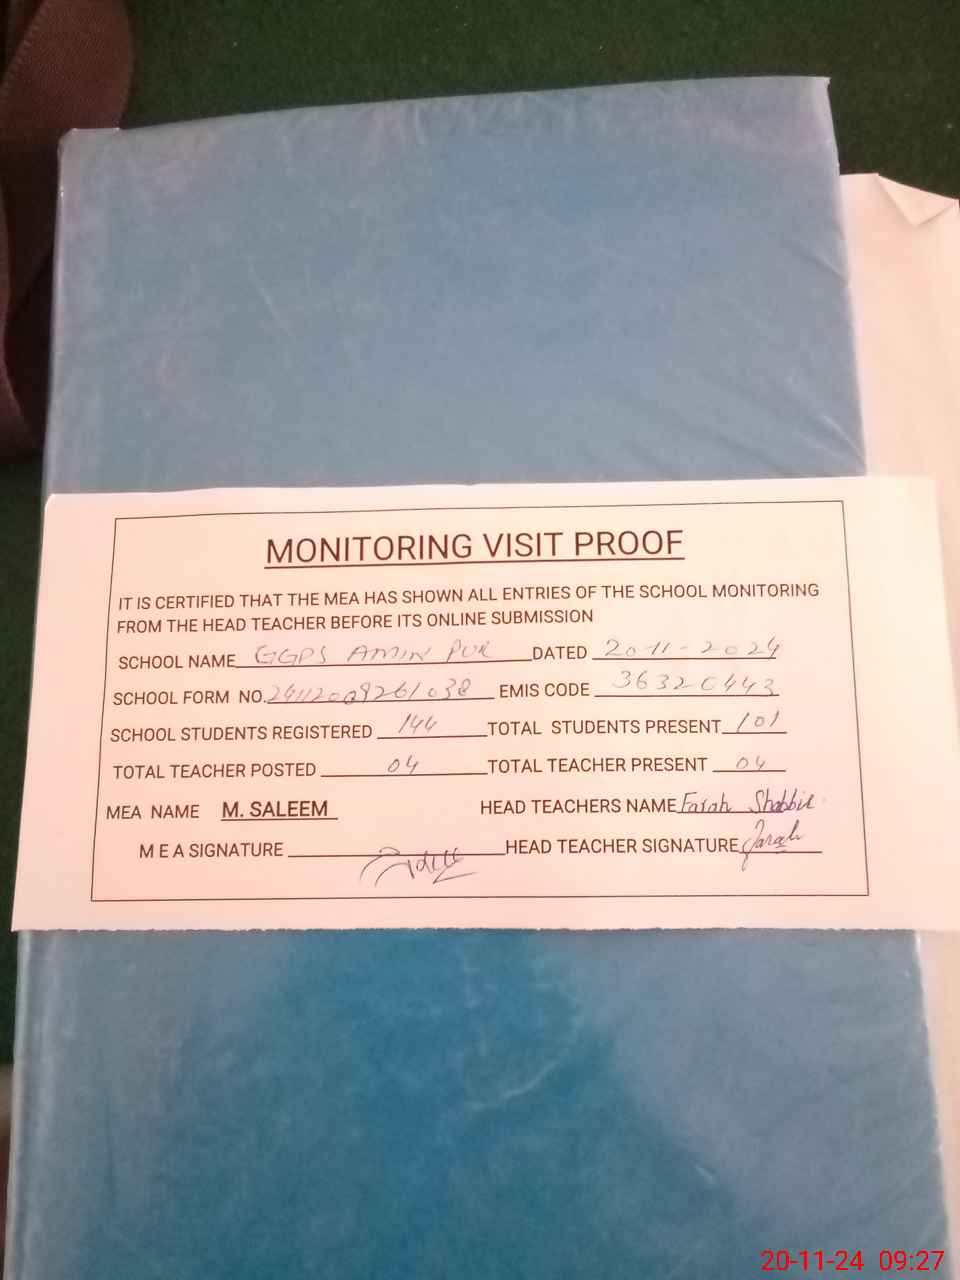 MONITORING VISIT PROOF
IT IS CERTIFIED THAT THE MEA HAS SHOWN ALL ENTRIES OF THE SCHOOL MONITORING
FROM THE HEAD TEACHER BEFORE ITS ONLINE SUBMISSION
SCHOOL NAME GGPS AMIN PUR DATED 20-11-2024
SCHOOL FORM NO. 24112009261038 EMIS CODE 36320443
SCHOOL STUDENTS REGISTERED 144 TOTAL STUDENTS PRESENT 101
TOTAL TEACHER POSTED 04 TOTAL TEACHER PRESENT 04
MEA NAME M. SALEEM HEAD TEACHERS NAME Farah Shabbir
M E A SIGNATURE HEAD TEACHER SIGNATURE Farah
20-11-24 09:27